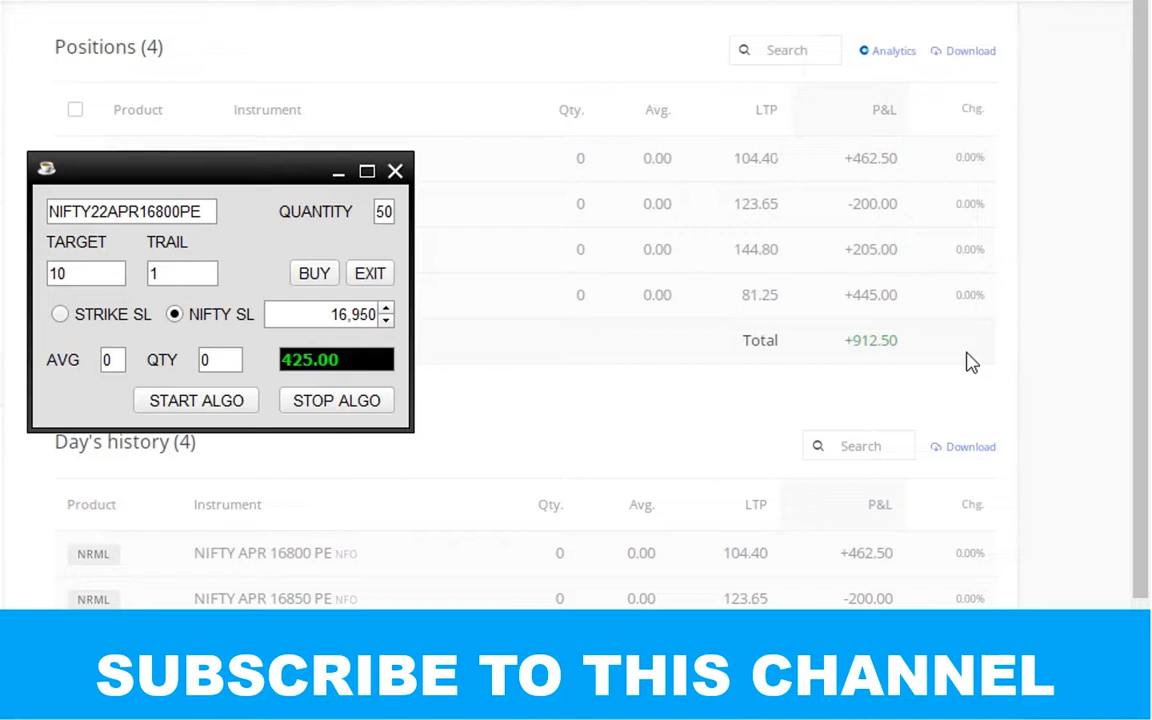 Positions (4)
Search
Analytics
Download
Product Instrument Qty. Avg. LTP P&L Chg.
0 0.00 104.40 +462.50 0.00%
0 0.00 123.65 -200.00 0.00%
0 0.00 144.80 +205.00 0.00%
0 0.00 81.25 +445.00 0.00%
Total +912.50
NIFTY22APR16800PE QUANTITY 50
TARGET TRAIL
10 1 BUY EXIT
STRIKE SL NIFTY SL 16,950
AVG 0 QTY 0 425.00
START ALGO STOP ALGO
Day's history (4)
Search
Download
Product Instrument Qty. Avg. LTP P&L Chg.
NRML NIFTY APR 16800 PE NFO 0 0.00 104.40 +462.50 0.00%
NRML NIFTY APR 16850 PE NFO 0 0.00 123.65 -200.00 0.00%
SUBSCRIBE TO THIS CHANNEL